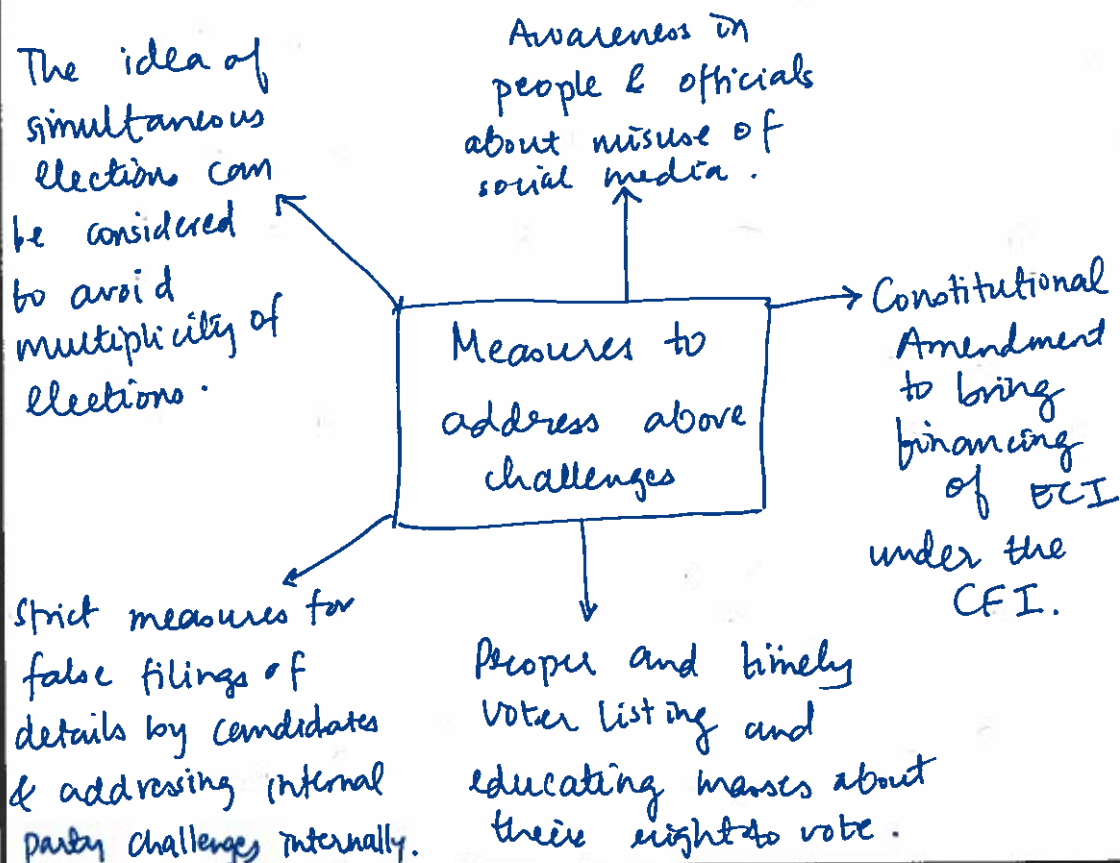 The idea of
simultaneous
elections can
be considered
to avoid
multiplicity of
elections.
Awareness in
people & officials
about misuse of
social media.
Measures to
address above
challenges
Constitutional
Amendment
to bring
financing
of ECI
under the
CFI.
Strict measures for
false filings of
details by candidates
& addressing internal
party challenges internally.
Proper and timely
voter listing and
educating masses about
their right to vote.